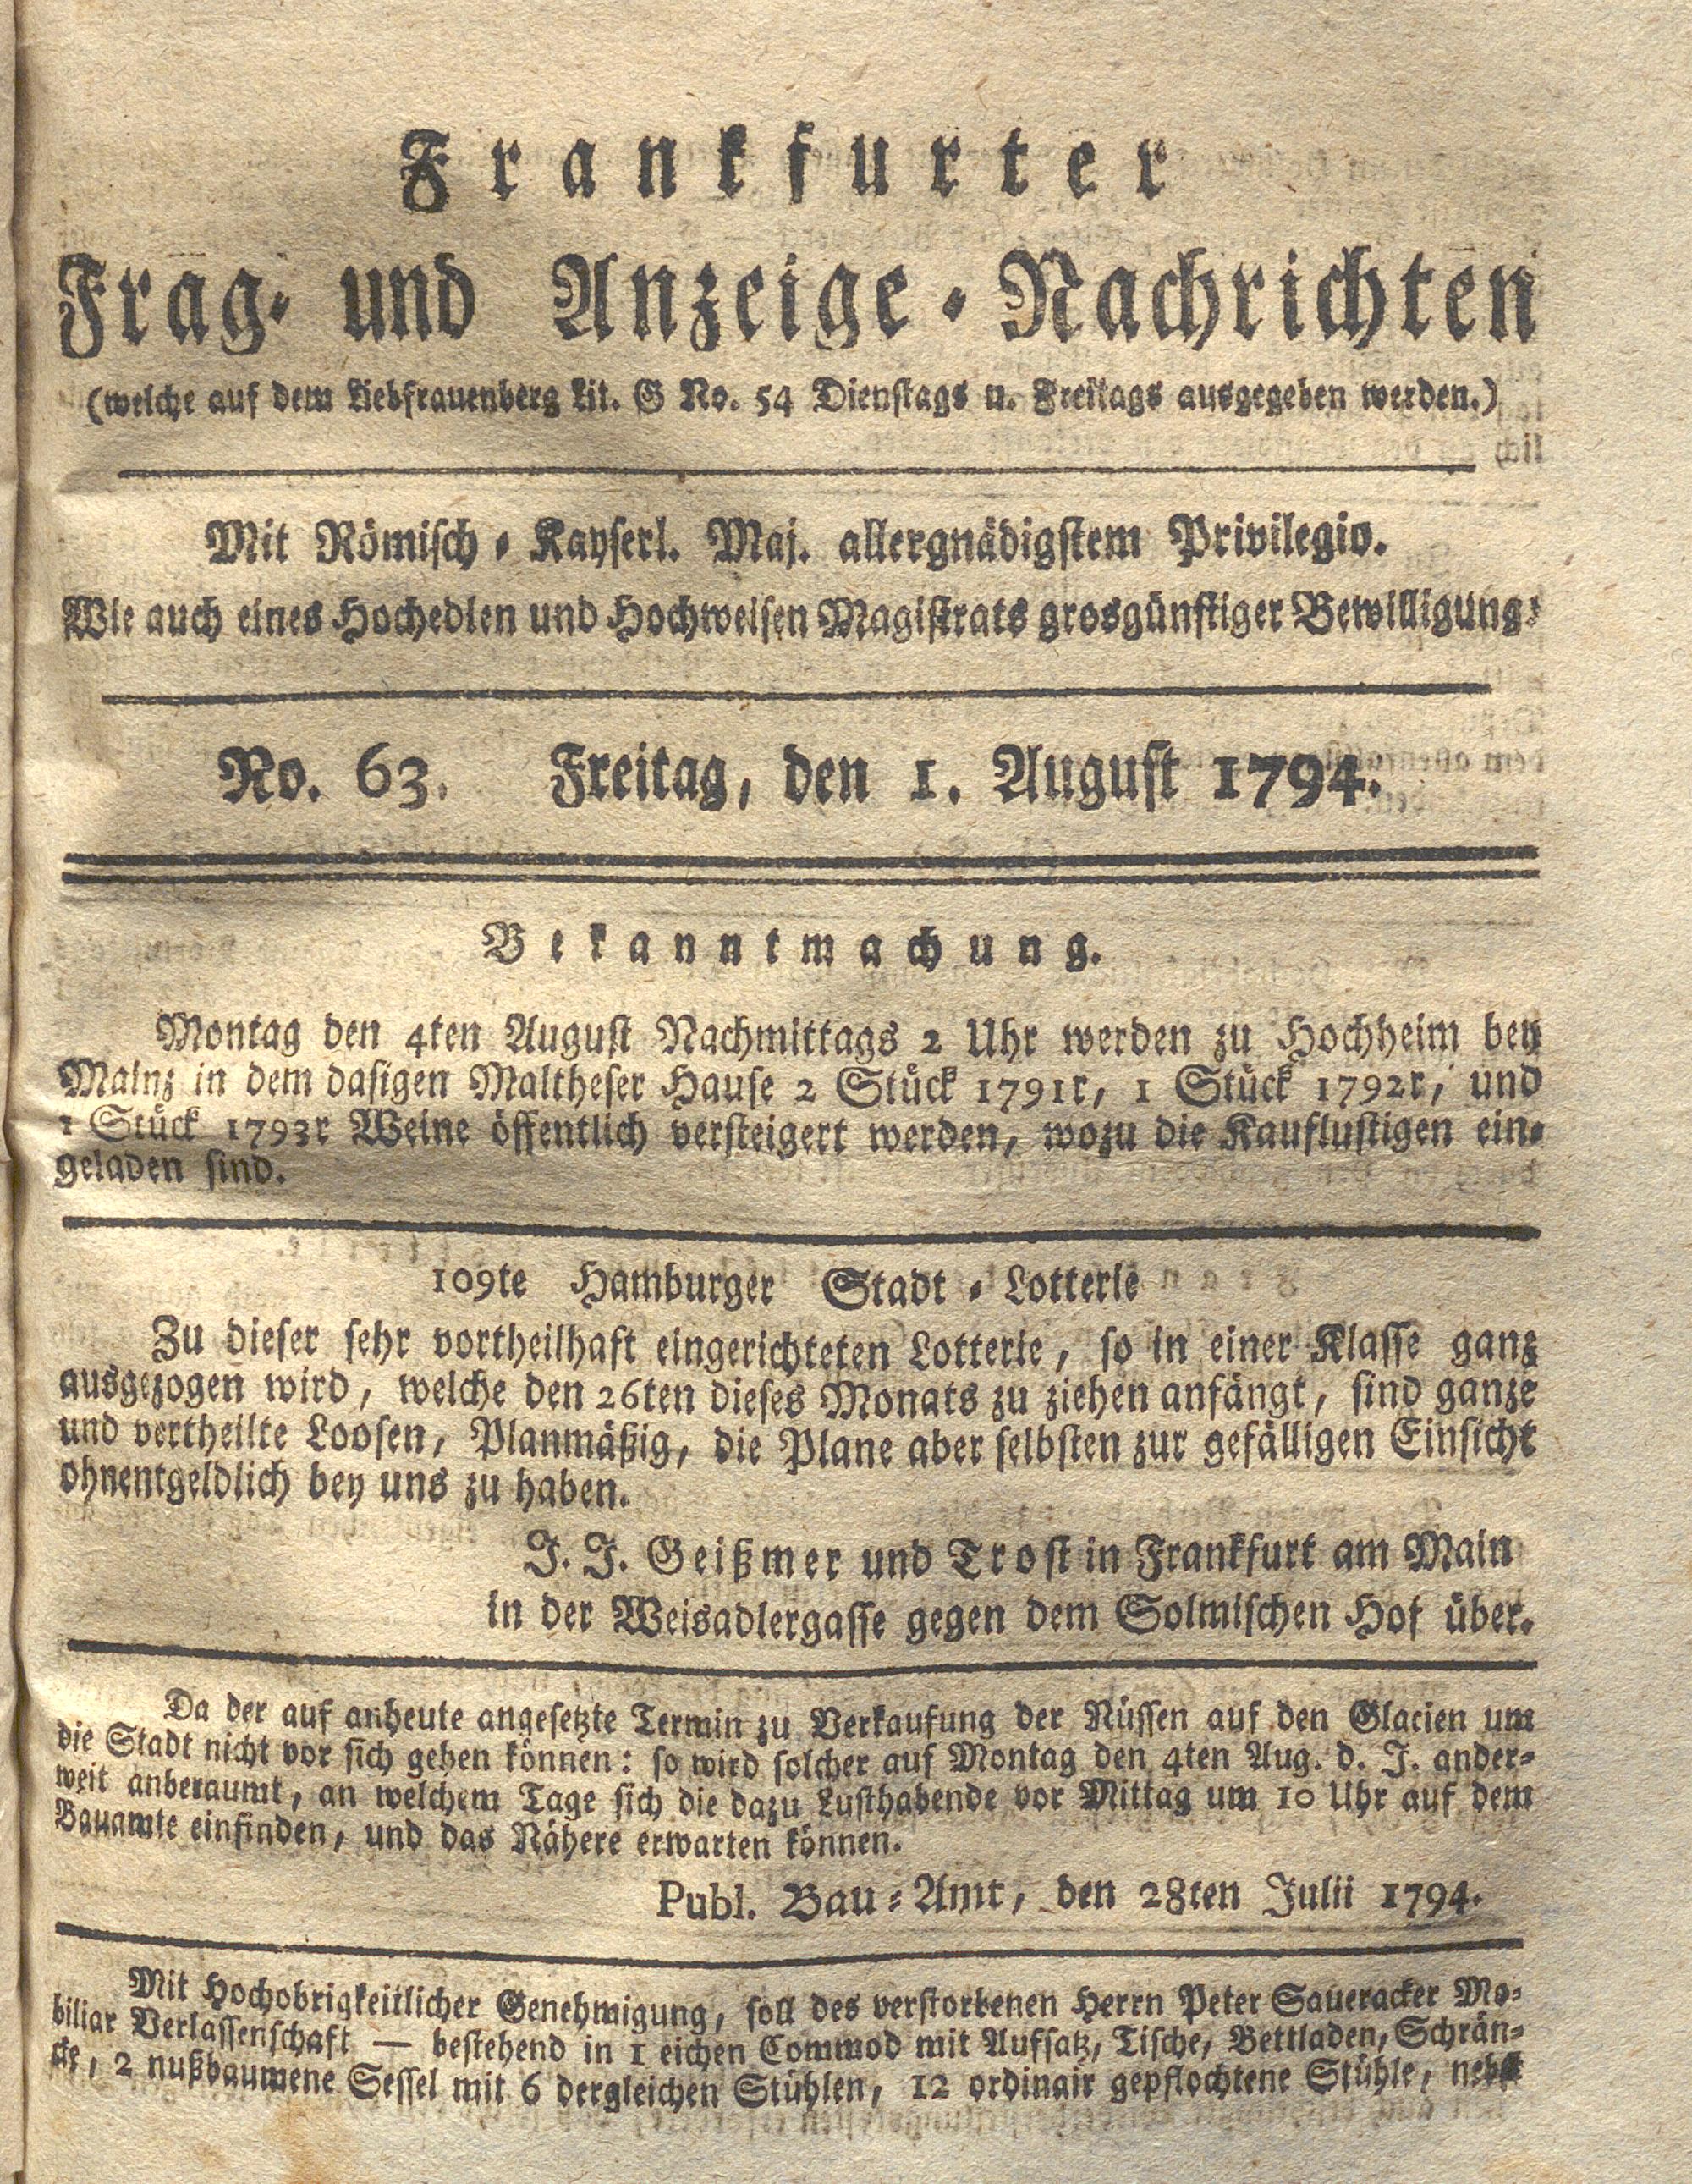 Frankfurter
Frag- und Anzeige-Nachrichten
(welche auf dem Liebfrauenberg Lit. G No. 54 Dienstags u. Freitags ausgegeben werden.)
Mit Römisch-Kayserl. Maj. allergnädigstem Privilegio.
Wie auch eines Hochedlen und Hochweisen Magistrats grosgünstiger Bewilligung.
No. 63. Freitag, den 1. August 1794.
Bekanntmachung.
Montag den 4ten August Nachmittags 2 Uhr werden zu Hochheim bey
Mainz in dem dasigen Maltheser Hause 2 Stück 1791r, 1 Stück 1792r, und
1 Stück 1793r Weine öffentlich versteigert werden, wozu die Kauflustigen ein-
geladen sind.
109te Hamburger Stadt-Lotterie
Zu dieser sehr vortheilhaft eingerichteten Lotterie, so in einer Klasse ganz
ausgezogen wird, welche den 26ten dieses Monats zu ziehen anfängt, sind ganze
und vertheilte Loosen, Planmäßig, die Plane aber selbsten zur gefälligen Einsicht
ohnentgeldlich bey uns zu haben.
J. J. Geißmer und Trost in Frankfurt am Main
in der Weisadlergasse gegen dem Solmischen Hof über.
Da der auf anheute angesetzte Termin zu Verkaufung der Nüssen auf den Glacien um
die Stadt nicht vor sich gehen können: so wird solcher auf Montag den 4ten Aug. d. J. ander-
weit anberaumt, an welchem Tage sich die dazu Lusthabende vor Mittag um 10 Uhr auf dem
Bauamte einfinden, und das Nähere erwarten können.
Publ. Bau-Amt, den 28ten Julii 1794.
Mit Hochobrigkeitlicher Genehmigung, soll des verstorbenen Herrn Peter Saueracker Mo-
biliar Verlassenschaft — bestehend in 1 eichen Commod mit Aufsatz, Tische, Bettladen, Schrän-
cke, 2 nußbaumene Sessel mit 6 dergleichen Stühlen, 12 ordinair gepflochtene Stühle, nebst